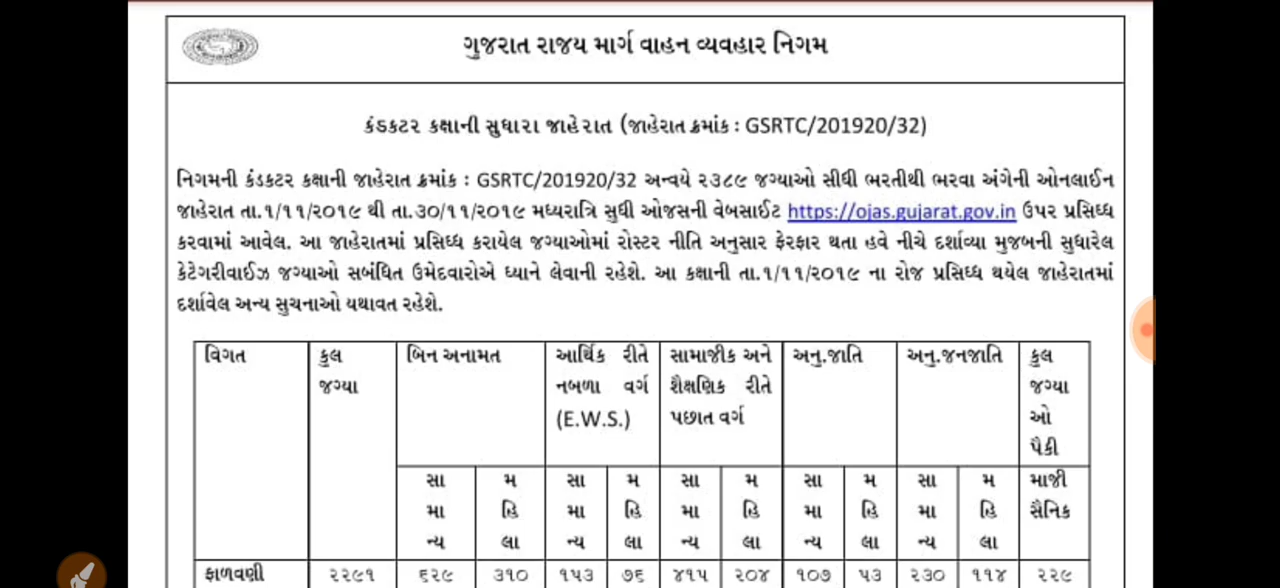 ગુજરાત રાજય માર્ગ વાહન વ્યવહાર નિગમ
કંડકટર કક્ષાની સુધારા જાહેરાત (જાહેરાત ક્રમાંક : GSRTC/201920/32)
નિગમની કંડકટર કક્ષાની જાહેરાત ક્રમાંક : GSRTC/201920/32 અન્વયે ૨૩૮૯ જગ્યાઓ સીધી ભરતીથી ભરવા અંગેની ઓનલાઈન
જાહેરાત તા.૧/૧૧/૨૦૧૯ થી તા.૩૦/૧૧/૨૦૧૯ મધ્યરાત્રિ સુધી ઓજસની વેબસાઈટ https://ojas.gujarat.gov.in ઉપર પ્રસિધ્ધ
કરવામાં આવેલ. આ જાહેરાતમાં પ્રસિધ્ધ કરાયેલ જગ્યાઓમાં રોસ્ટર નીતિ અનુસાર ફેરફાર થતા હવે નીચે દર્શાવ્યા મુજબની સુધારેલ
કેટેગરીવાઈઝ જગ્યાઓ સબંધિત ઉમેદવારોએ ધ્યાને લેવાની રહેશે. આ કક્ષાની તા.૧/૧૧/૨૦૧૯ ના રોજ પ્રસિધ્ધ થયેલ જાહેરાતમાં
દર્શાવેલ અન્ય સુચનાઓ યથાવત રહેશે.
વિગત કુલ બિન અનામત આર્થિક રીતે સામાજીક અને અનુ.જાતિ અનુ.જનજાતિ કુલ
જગ્યા નબળા વર્ગ શૈક્ષણિક રીતે જગ્યા
(E.W.S.) પછાત વર્ગ ઓ
પૈકી
સા મ સા મ સા મ સા મ સા મ માજી
મા હિ મા હિ મા હિ મા હિ મા હિ સૈનિક
ન્ય લા ન્ય લા ન્ય લા ન્ય લા ન્ય લા
ફાળવણી ૨૨૯૧ ૬૨૯ ૩૧૦ ૧૫૩ ૭૬ ૪૧૫ ૨૦૪ ૧૦૭ ૫૩ ૨૩૦ ૧૧૪ ૨૨૯